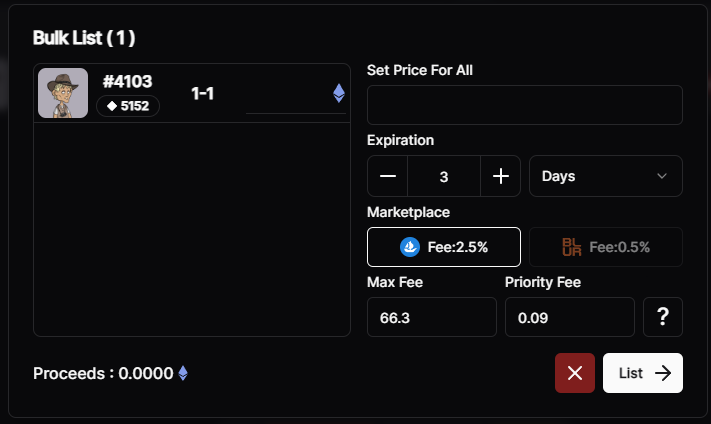 Bulk List ( 1 )
#4103
5152
1-1
Set Price For All
Expiration
3
Days
Marketplace
Fee:2.5%
BLUR
Fee:0.5%
Max Fee
Priority Fee
66.3
0.09
?
Proceeds : 0.0000
List